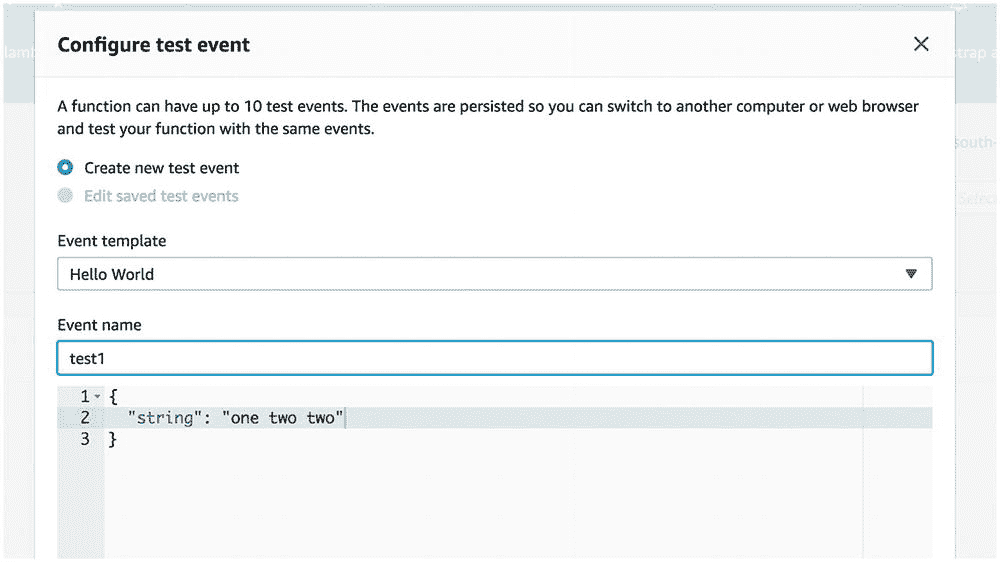 Configure test event
A function can have up to 10 test events. The events are persisted so you can switch to another computer or web browser
and test your function with the same events.
Create new test event
Edit saved test events
Event template
Hello World
Event name
test1
1 {
2 "string": "one two two"
3 }